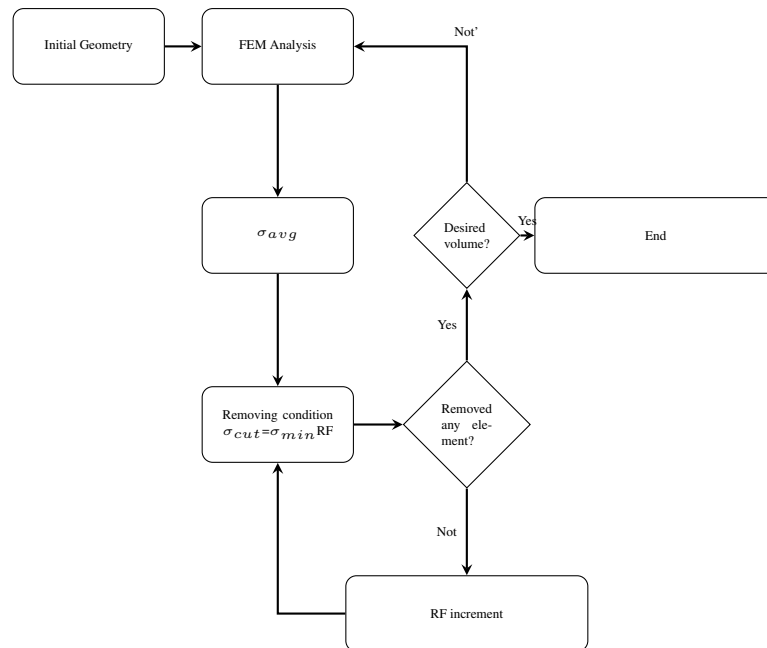 Initial Geometry
FEM Analysis
Not’
σavg
Desired
volume?
Yes
End
Yes
Removing condition
σcut=σminRF
Removed
any ele-
ment?
Not
RF increment